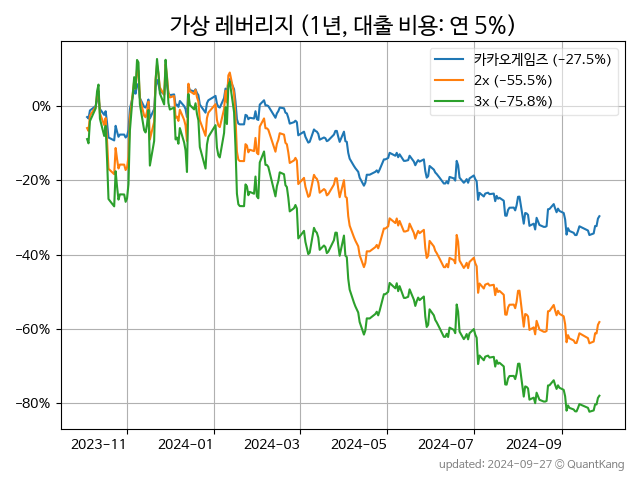 가상 레버리지 (1년, 대출 비용: 연 5%)
카카오게임즈 (−27.5%)
2x (−55.5%)
3x (−75.8%)
0%
−20%
−40%
−60%
−80%
2023−11 2024−01 2024−03 2024−05 2024−07 2024−09
updated: 2024−09−27 © QuantKang